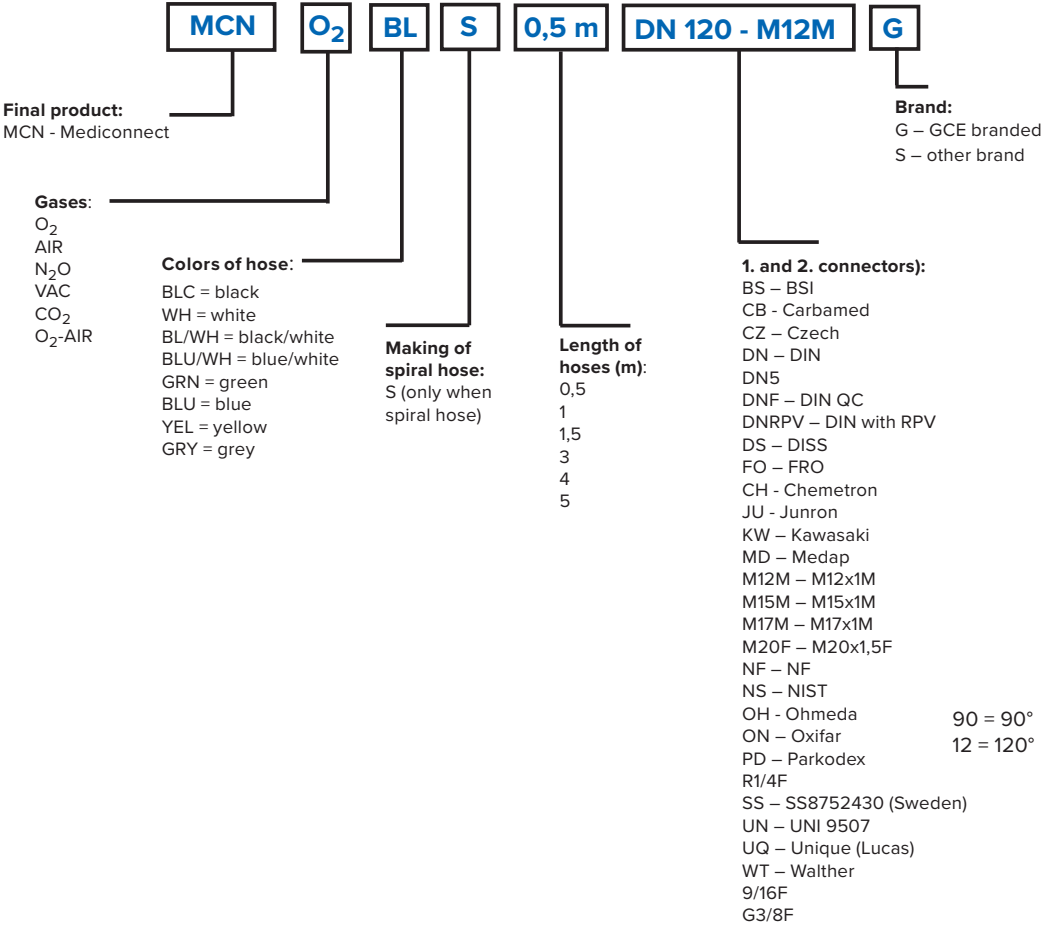 MCN O₂ BL S 0,5 m DN 120 - M12M G
Final product:
MCN - Mediconnect
Brand:
G – GCE branded
S – other brand
Gases:
O₂
AIR
N₂O
VAC
CO₂
O₂-AIR
Colors of hose:
BLC = black
WH = white
BL/WH = black/white
BLU/WH = blue/white
GRN = green
BLU = blue
YEL = yellow
GRY = grey
Making of
spiral hose:
S (only when
spiral hose)
Length of
hoses (m):
0,5
1
1,5
3
4
5
1. and 2. connectors):
BS – BSI
CB - Carbamed
CZ – Czech
DN – DIN
DN5
DNF – DIN QC
DNRPV – DIN with RPV
DS – DISS
FO – FRO
CH - Chemetron
JU - Junron
KW – Kawasaki
MD – Medap
M12M – M12x1M
M15M – M15x1M
M17M – M17x1M
M20F – M20x1,5F
NF – NF
NS – NIST
OH - Ohmeda
ON – Oxifar
PD – Parkodex
R1/4F
SS – SS8752430 (Sweden)
UN – UNI 9507
UQ – Unique (Lucas)
WT – Walther
9/16F
G3/8F
90 = 90°
12 = 120°